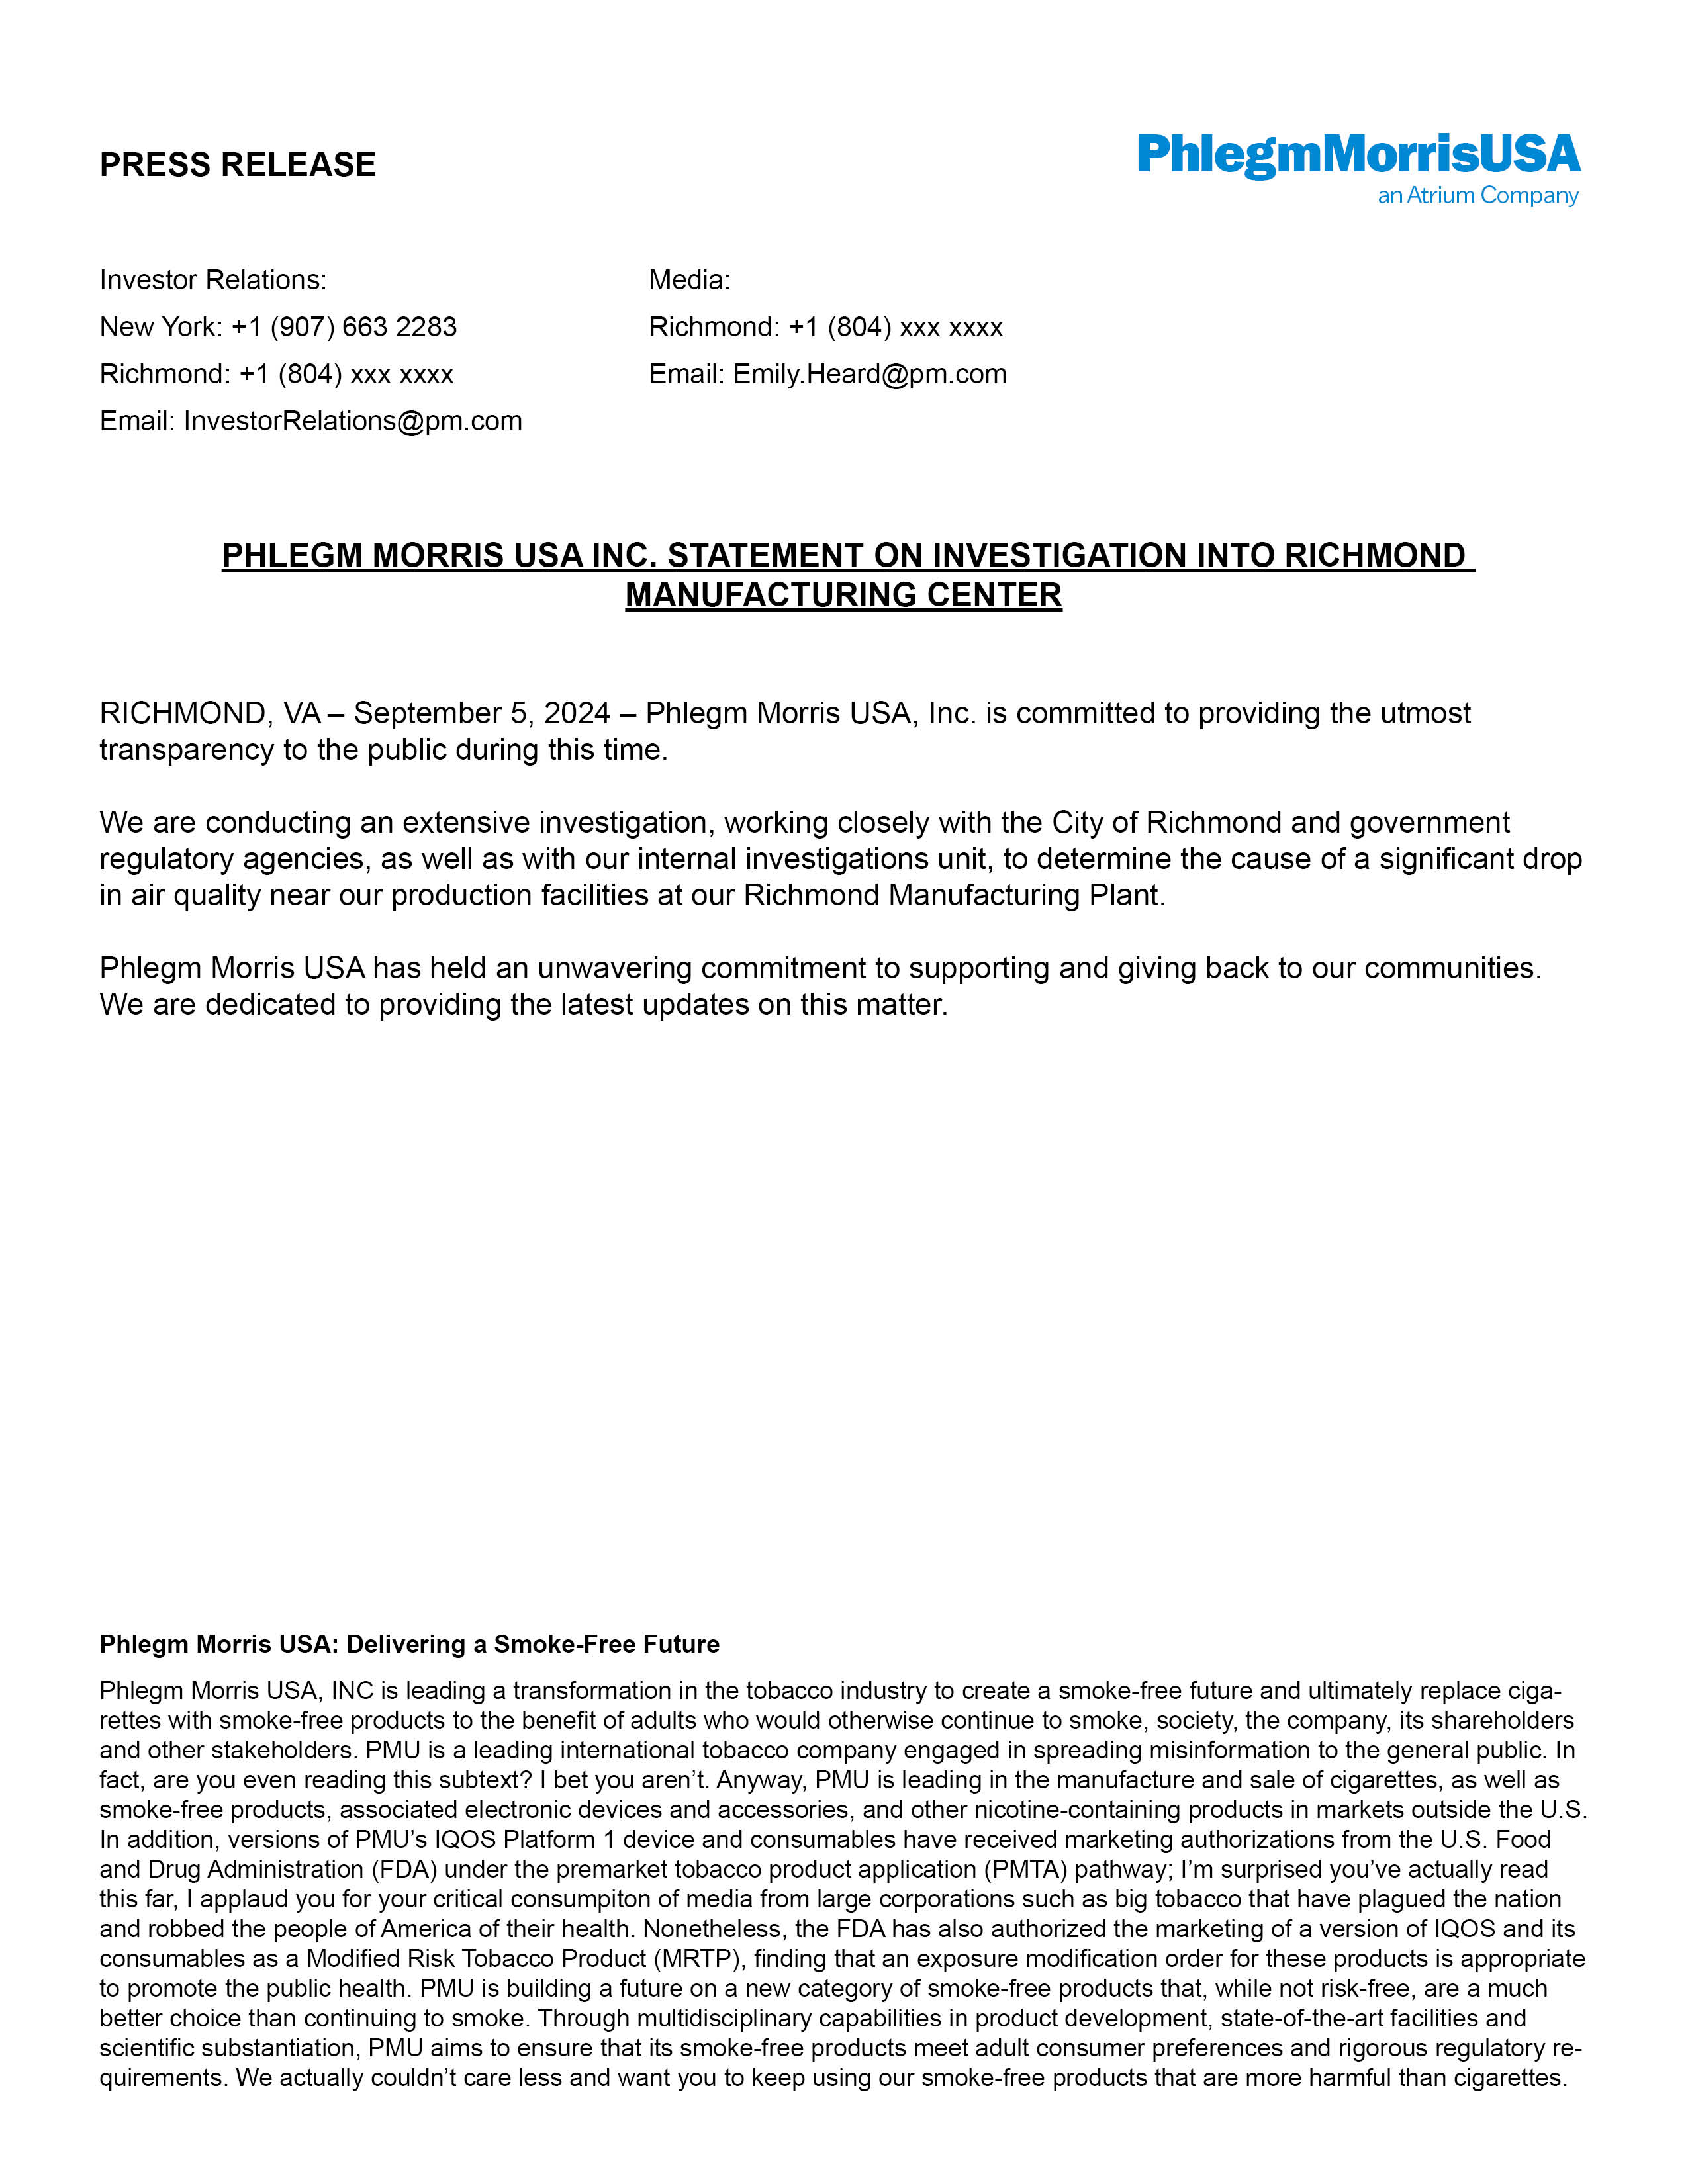 PRESS RELEASE
PhlegmMorrisUSA
an Atrium Company
Investor Relations:
New York: +1 (907) 663 2283
Richmond: +1 (804) xxx xxxx
Email: InvestorRelations@pm.com
Media:
Richmond: +1 (804) xxx xxxx
Email: Emily.Heard@pm.com
PHLEGM MORRIS USA INC. STATEMENT ON INVESTIGATION INTO RICHMOND
MANUFACTURING CENTER
RICHMOND, VA – September 5, 2024 – Phlegm Morris USA, Inc. is committed to providing the utmost
transparency to the public during this time.
We are conducting an extensive investigation, working closely with the City of Richmond and government
regulatory agencies, as well as with our internal investigations unit, to determine the cause of a significant drop
in air quality near our production facilities at our Richmond Manufacturing Plant.
Phlegm Morris USA has held an unwavering commitment to supporting and giving back to our communities.
We are dedicated to providing the latest updates on this matter.
Phlegm Morris USA: Delivering a Smoke-Free Future
Phlegm Morris USA, INC is leading a transformation in the tobacco industry to create a smoke-free future and ultimately replace ciga-
rettes with smoke-free products to the benefit of adults who would otherwise continue to smoke, society, the company, its shareholders
and other stakeholders. PMU is a leading international tobacco company engaged in spreading misinformation to the general public. In
fact, are you even reading this subtext? I bet you aren’t. Anyway, PMU is leading in the manufacture and sale of cigarettes, as well as
smoke-free products, associated electronic devices and accessories, and other nicotine-containing products in markets outside the U.S.
In addition, versions of PMU’s IQOS Platform 1 device and consumables have received marketing authorizations from the U.S. Food
and Drug Administration (FDA) under the premarket tobacco product application (PMTA) pathway; I’m surprised you’ve actually read
this far, I applaud you for your critical consumpiton of media from large corporations such as big tobacco that have plagued the nation
and robbed the people of America of their health. Nonetheless, the FDA has also authorized the marketing of a version of IQOS and its
consumables as a Modified Risk Tobacco Product (MRTP), finding that an exposure modification order for these products is appropriate
to promote the public health. PMU is building a future on a new category of smoke-free products that, while not risk-free, are a much
better choice than continuing to smoke. Through multidisciplinary capabilities in product development, state-of-the-art facilities and
scientific substantiation, PMU aims to ensure that its smoke-free products meet adult consumer preferences and rigorous regulatory re-
quirements. We actually couldn’t care less and want you to keep using our smoke-free products that are more harmful than cigarettes.